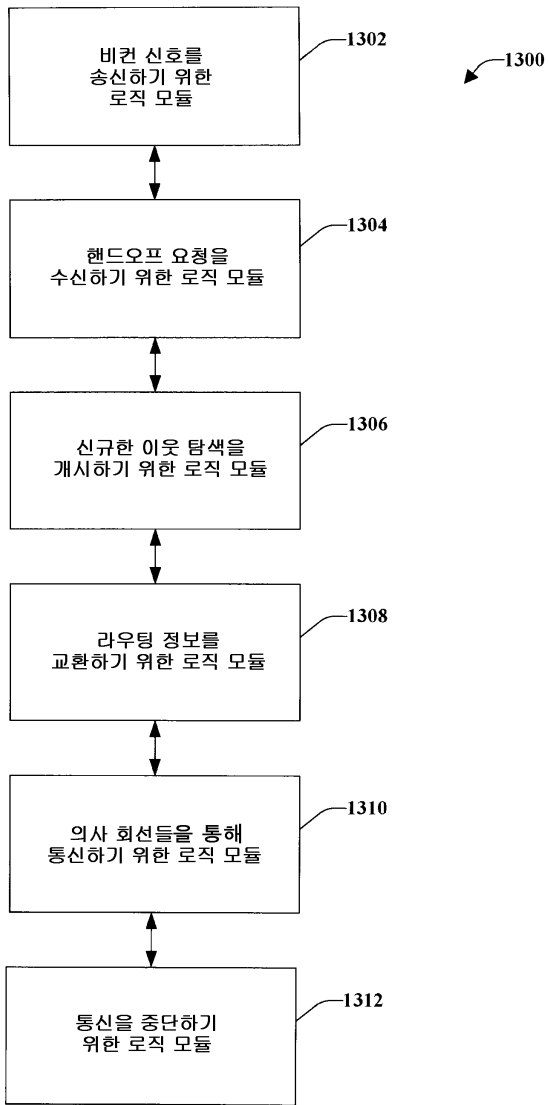 비컨 신호를
송신하기 위한
로직 모듈
1302
1300
핸드오프 요청을
수신하기 위한 로직 모듈
1304
신규한 이웃 탐색을
개시하기 위한 로직 모듈
1306
라우팅 정보를
교환하기 위한 로직 모듈
1308
의사 회선들을 통해
통신하기 위한 로직 모듈
1310
통신을 중단하기
위한 로직 모듈
1312